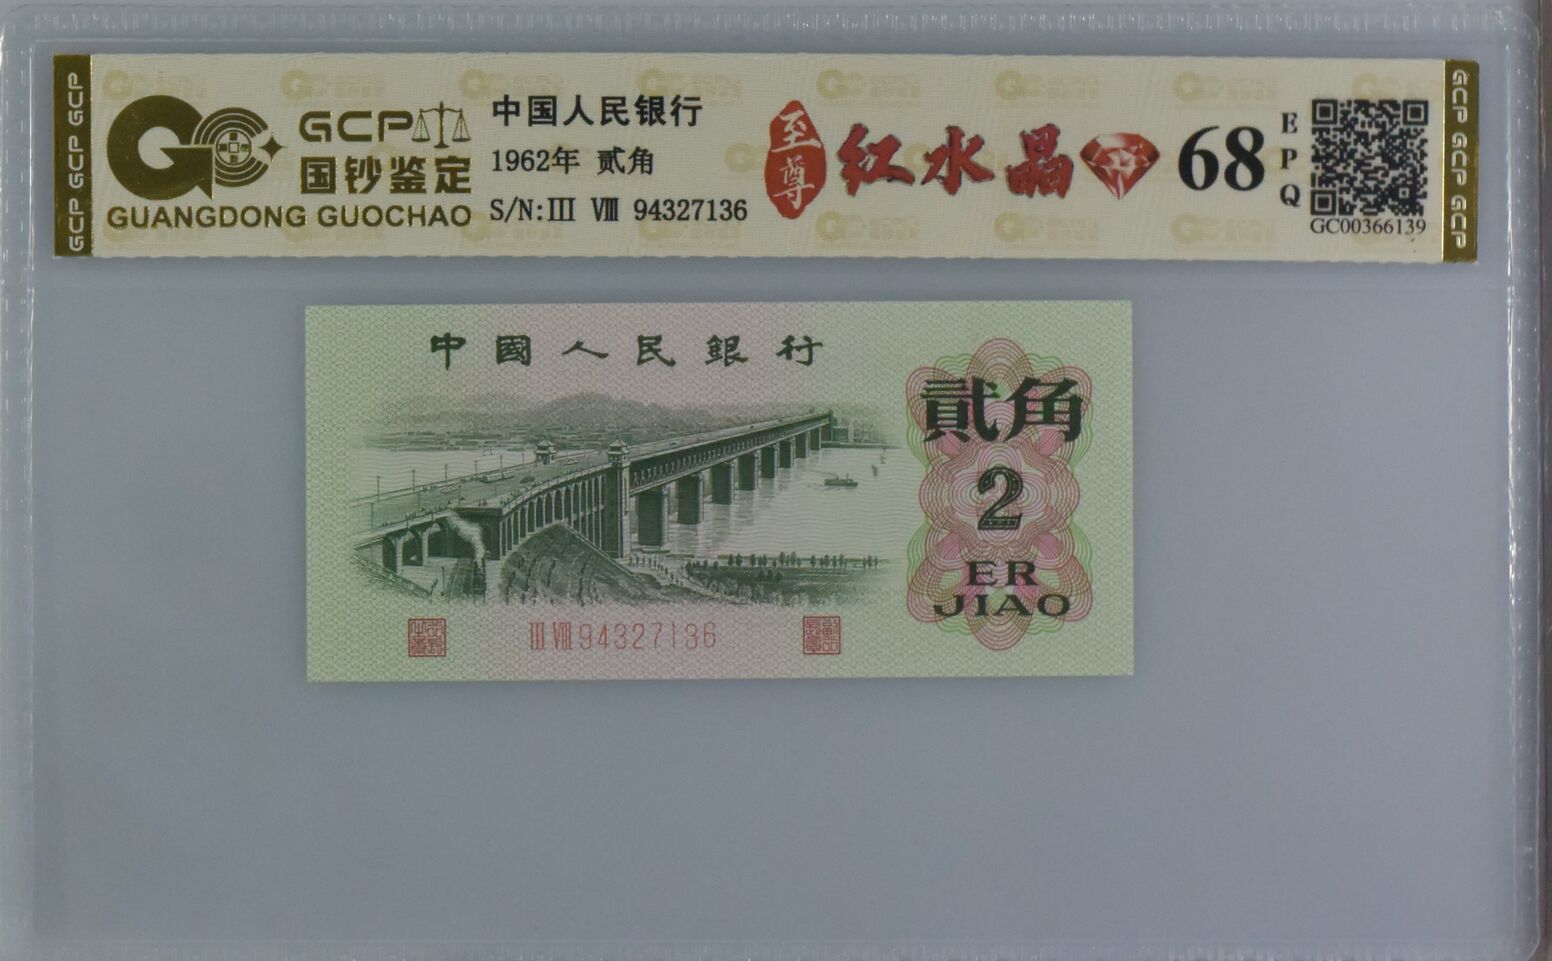 GCP GCP GCP
GCP
国钞鉴定
GUANGDONG GUOCHAO
中国人民银行
1962年 贰角
S/N:III VIII 94327136
至尊
红水晶
68
EPQ
GC00366139
GCP GCP GCP
中國人民銀行
貳角
2
ER
JIAO
III VIII 94327136